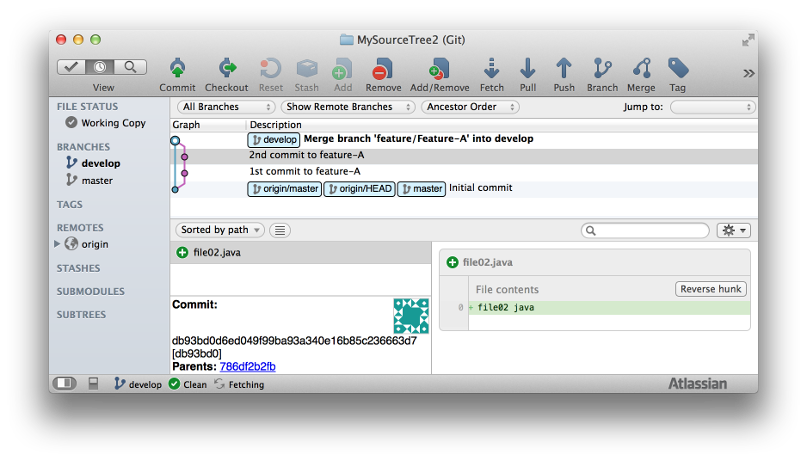 MySourceTree2 (Git)
View Commit Checkout Reset Stash Add Remove Add/Remove Fetch Pull Push Branch Merge Tag »
FILE STATUS
Working Copy
BRANCHES
develop
master
TAGS
REMOTES
origin
STASHES
SUBMODULES
SUBTREES
All Branches Show Remote Branches Ancestor Order Jump to:
Graph Description
develop Merge branch 'feature/Feature-A' into develop
2nd commit to feature-A
1st commit to feature-A
origin/master origin/HEAD master Initial commit
Sorted by path
file02.java
Commit:
db93bd0d6ed049f99ba93a340e16b85c236663d7
[db93bd0]
Parents: 786df2b2fb
file02.java
File contents Reverse hunk
0 + file02 java
develop Clean Fetching Atlassian